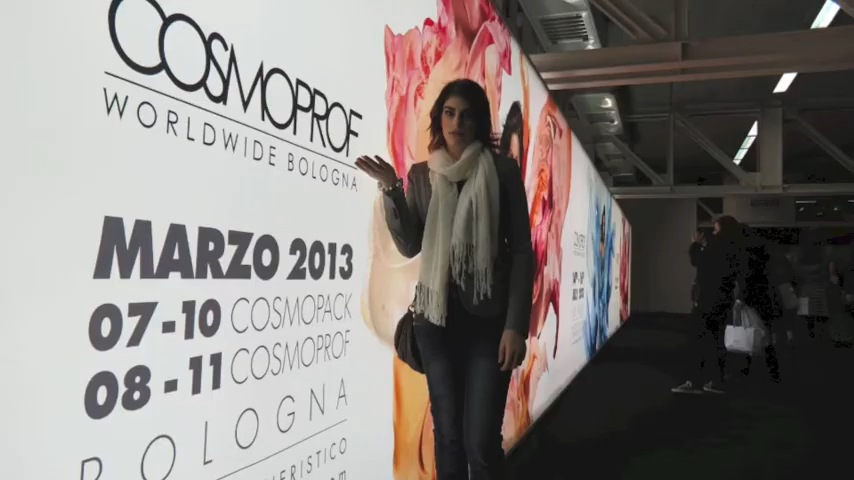 COSMOPROF
WORLDWIDE BOLOGNA
MARZO 2013
07-10 COSMOPACK
08-11 COSMOPROF
BOLOGNA